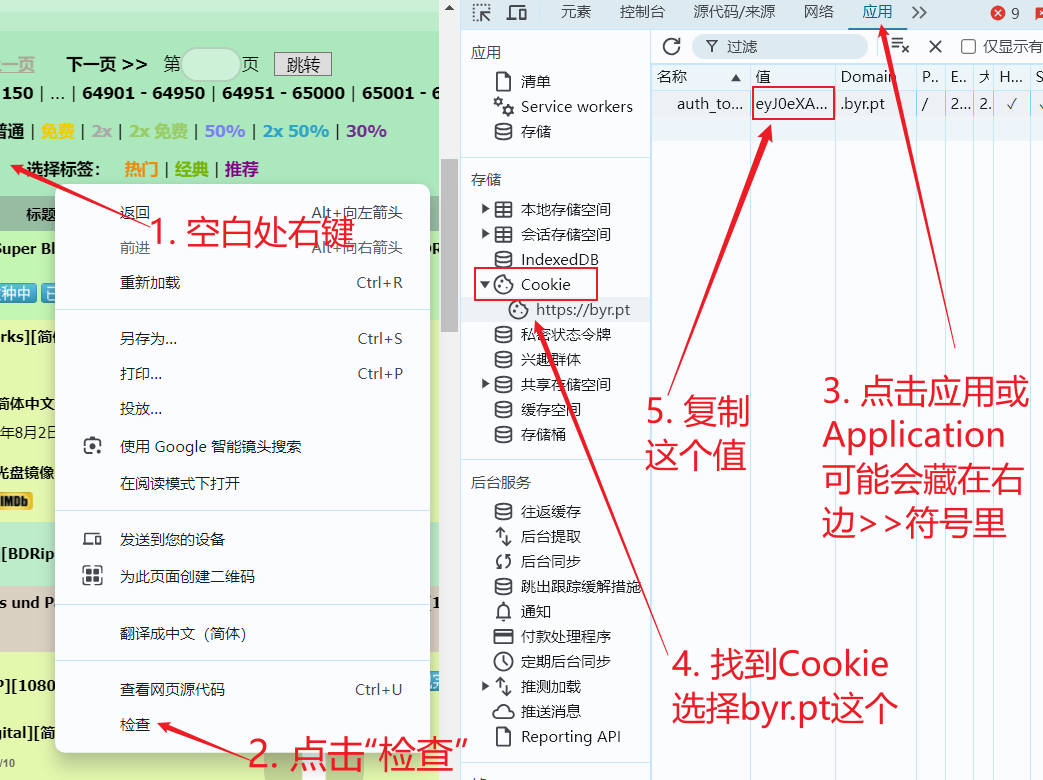 一页 下一页 >> 第 页 跳转
150 | ... | 64901 - 64950 | 64951 - 65000 | 65001 - 6
普通 | 免费 | 2x | 2x 免费 | 50% | 2x 50% | 30%
选择标签： 热门 | 经典 | 推荐
标题
Super Bl
种中
rks][简
简体中文
年8月2日
光盘镜像
IMDb
[BDRip
s und P
P][1080
gital][简
/10
返回 Alt+向左箭头
前进 Alt+向右箭头
重新加载 Ctrl+R
另存为... Ctrl+S
打印... Ctrl+P
投放...
使用 Google 智能镜头搜索
在阅读模式下打开
发送到您的设备
为此页面创建二维码
翻译成中文（简体）
查看网页源代码 Ctrl+U
检查
1. 空白处右键
2. 点击“检查”
元素 控制台 源代码/来源 网络 应用 >> 9
应用
清单
Service workers
存储
存储
本地存储空间
会话存储空间
IndexedDB
Cookie
https://byr.pt
私密状态令牌
兴趣群体
共享存储空间
缓存空间
存储桶
后台服务
往返缓存
后台提取
后台同步
跳出跟踪缓解措施
通知
付款处理程序
定期后台同步
推测加载
推送消息
Reporting API
过滤 仅显示有
名称 值 Domain P.. E.. 大 H... S
auth_to... eyJ0eXA... .byr.pt / 2... 2. ✓
3. 点击应用或
Application
可能会藏在右
边>>符号里
5. 复制
这个值
4. 找到Cookie
选择byr.pt这个